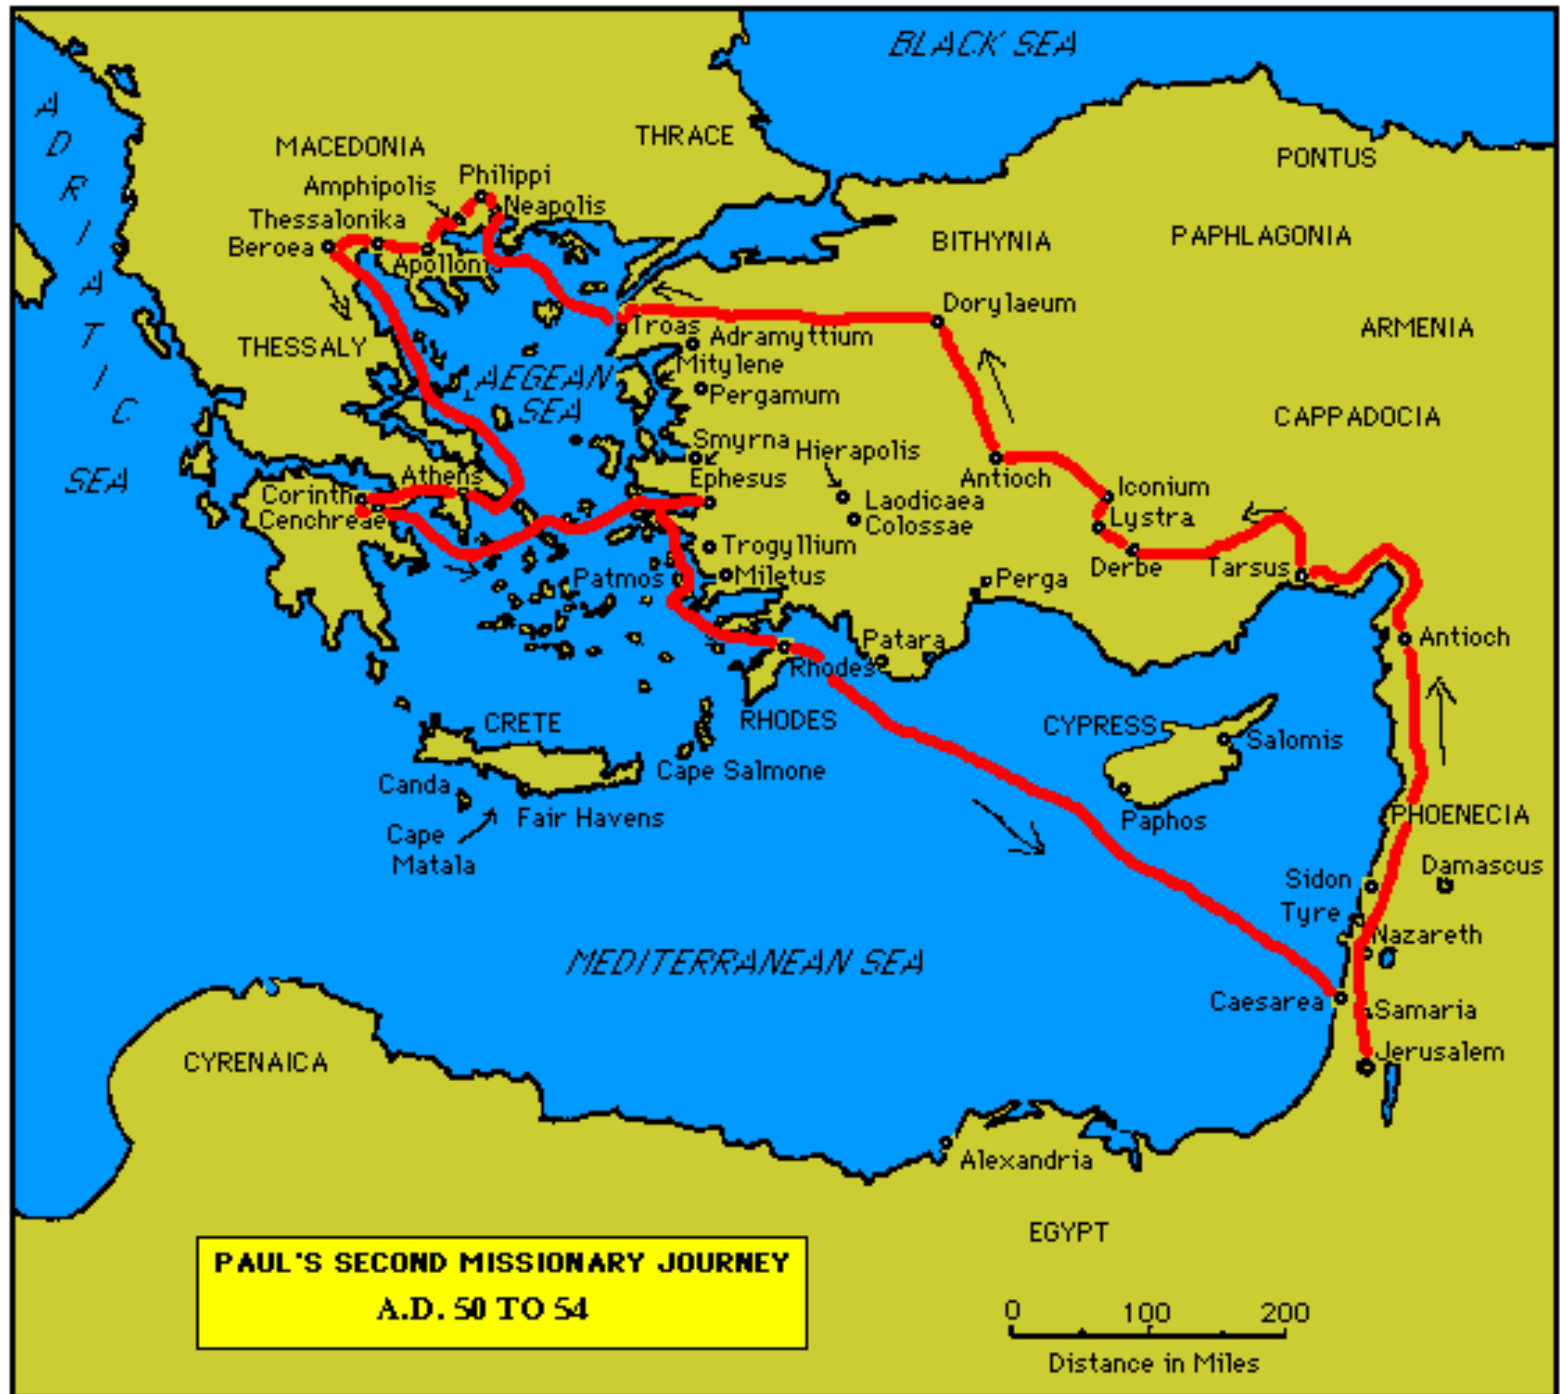 BLACK SEA
ADRIATIC
SEA
MACEDONIA
THRACE
PONTUS
Philippi
Amphipolis
Neapolis
Thessalonika
Beroea
Apollonia
BITHYNIA
PAPHLAGONIA
Dorylaeum
Troas
Adramyttium
ARMENIA
THESSALY
Mitylene
AEGEAN
SEA
Pergamum
CAPPADOCIA
Smyrna
Hierapolis
Athens
Ephesus
Antioch
Iconium
Corinth
Laodicaea
Lystra
Cenchreae
Colossae
Trogyllium
Derbe
Tarsus
Patmos
Miletus
Perga
Patara
Antioch
Rhodes
CRETE
RHODES
CYPRESS
Salomis
Canda
Cape Salmone
Fair Havens
Paphos
PHOENECIA
Cape
Matala
Sidon
Damascus
Tyre
Nazareth
MEDITERRANEAN SEA
Caesarea
Samaria
Jerusalem
CYRENAICA
Alexandria
EGYPT
PAUL'S SECOND MISSIONARY JOURNEY
A.D. 50 TO 54
0 100 200
Distance in Miles